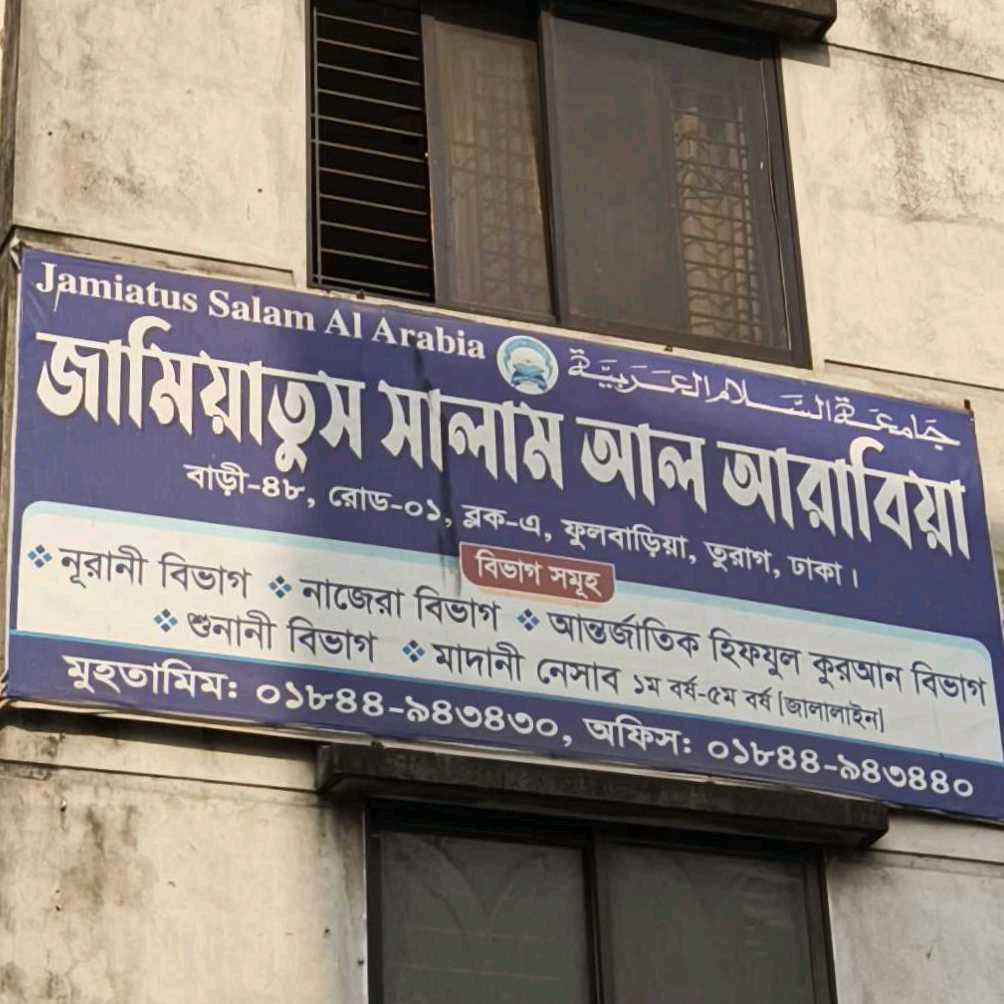 Jamiatus Salam Al Arabia
جامعة السلام العربية
জামিয়াতুস সালাম আল আরাবিয়া
বাড়ী-৪৮, রোড-০১, ব্লক-এ, ফুলবাড়িয়া, তুরাগ, ঢাকা।
বিভাগ সমূহ
❖ নূরানী বিভাগ ❖ নাজেরা বিভাগ ❖ আন্তর্জাতিক হিফযুল কুরআন বিভাগ
❖ শুনানী বিভাগ ❖ মাদানী নেসাব ১ম বর্ষ-৫ম বর্ষ [জালালাইন]
মুহতামিম: ০১৮৪৪-৯৪৩৪৩০, অফিস: ০১৮৪৪-৯৪৩৪৪০